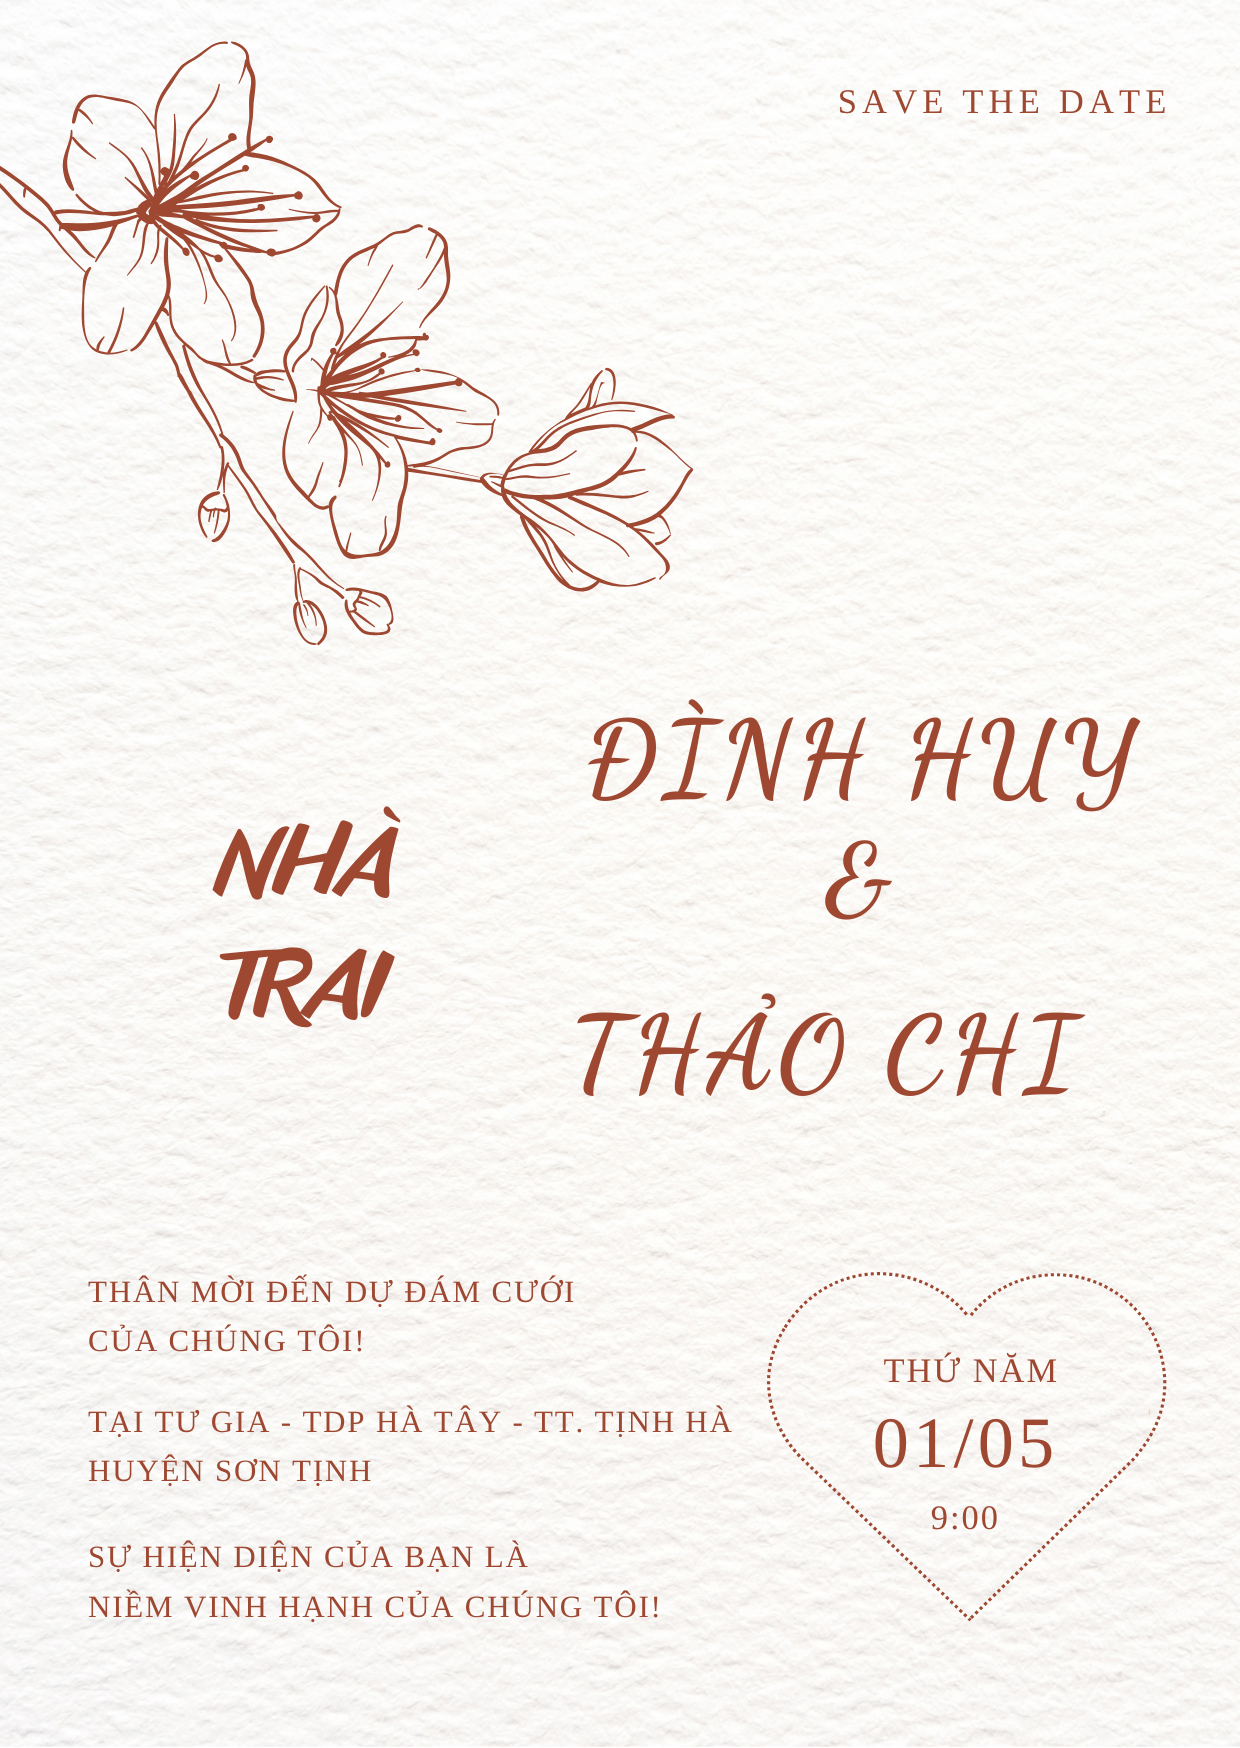 SAVE THE DATE
ĐÌNH HUY
&
THẢO CHI
NHÀ
TRAI
THÂN MỜI ĐẾN DỰ ĐÁM CƯỚI
CỦA CHÚNG TÔI!
TẠI TƯ GIA - TDP HÀ TÂY - TT. TỊNH HÀ
HUYỆN SƠN TỊNH
SỰ HIỆN DIỆN CỦA BẠN LÀ
NIỀM VINH HẠNH CỦA CHÚNG TÔI!
THỨ NĂM
01/05
9:00